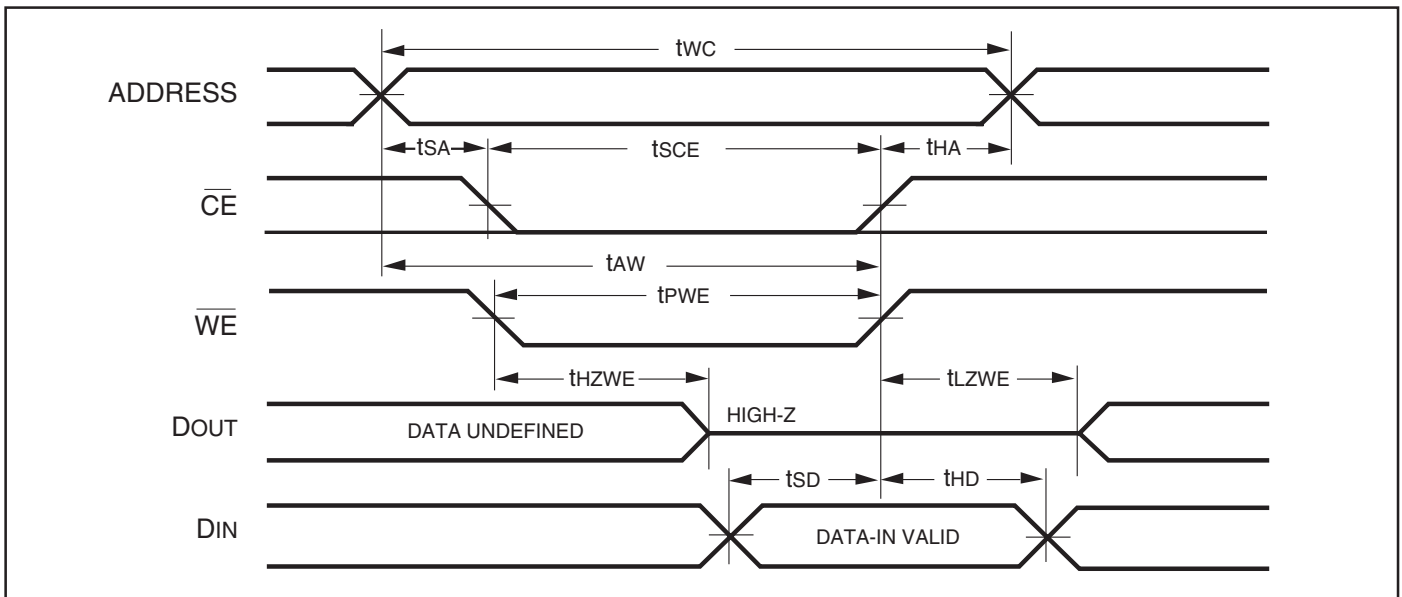 tWC
ADDRESS
tSA
tSCE
tHA
CE
tAW
tPWE
WE
tHZWE
tLZWE
DOUT
DATA UNDEFINED
HIGH-Z
tSD
tHD
DIN
DATA-IN VALID